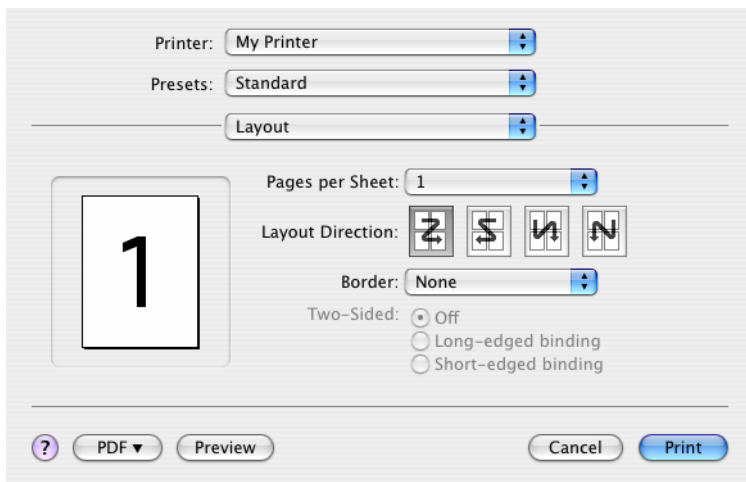 Printer: My Printer
Presets: Standard
Layout
Pages per Sheet: 1
Layout Direction:
1
Border: None
Two-Sided: Off
Long-edged binding
Short-edged binding
? PDF▼ Preview Cancel Print